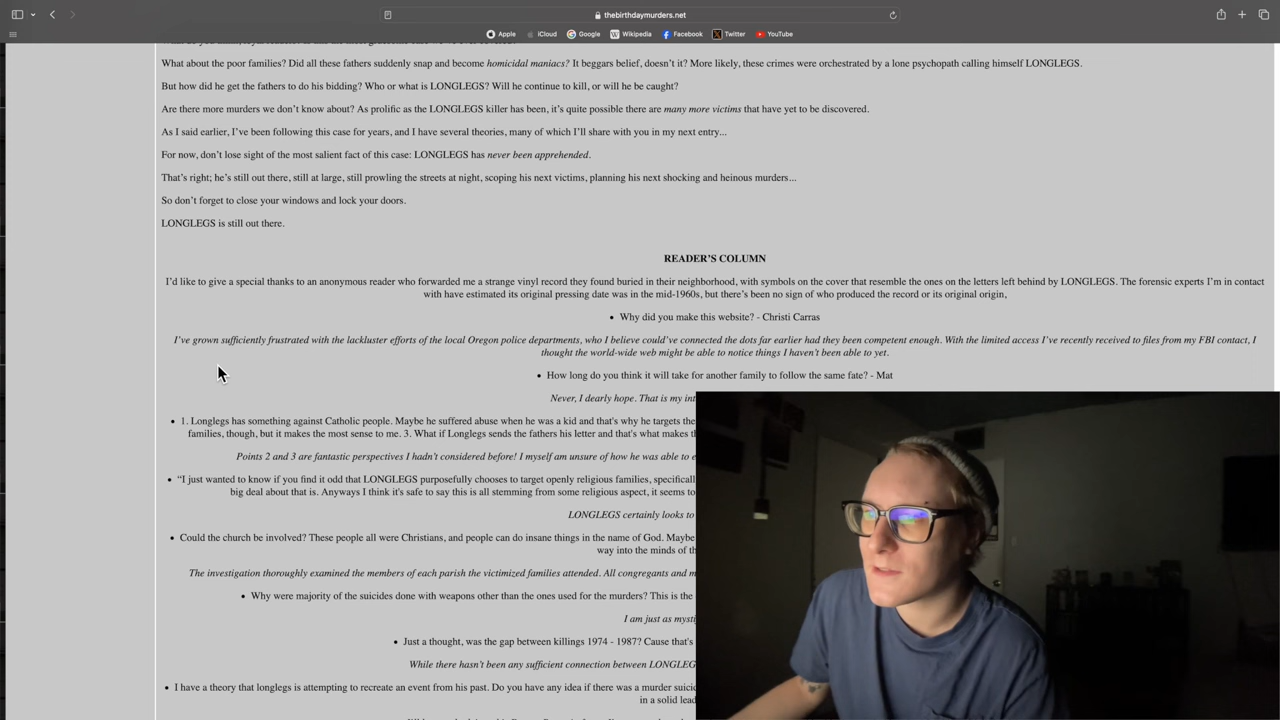 thebirthdaymurders.net
Apple iCloud Google Wikipedia Facebook Twitter YouTube
What about the poor families? Did all these fathers suddenly snap and become homicidal maniacs? It beggars belief, doesn't it? More likely, these crimes were orchestrated by a lone psychopath calling himself LONGLEGS.
But how did he get the fathers to do his bidding? Who or what is LONGLEGS? Will he continue to kill, or will he be caught?
Are there more murders we don't know about? As prolific as the LONGLEGS killer has been, it's quite possible there are many more victims that have yet to be discovered.
As I said earlier, I've been following this case for years, and I have several theories, many of which I'll share with you in my next entry...
For now, don't lose sight of the most salient fact of this case: LONGLEGS has never been apprehended.
That's right; he's still out there, still at large, still prowling the streets at night, scoping his next victims, planning his next shocking and heinous murders...
So don't forget to close your windows and lock your doors.
LONGLEGS is still out there.
READER'S COLUMN
I'd like to give a special thanks to an anonymous reader who forwarded me a strange vinyl record they found buried in their neighborhood, with symbols on the cover that resemble the ones on the letters left behind by LONGLEGS. The forensic experts I'm in contact
with have estimated its original pressing date was in the mid-1960s, but there's been no sign of who produced the record or its original origin,
• Why did you make this website? - Christi Carras
I've grown sufficiently frustrated with the lackluster efforts of the local Oregon police departments, who I believe could've connected the dots far earlier had they been competent enough. With the limited access I've recently received to files from my FBI contact, I
thought the world-wide web might be able to notice things I haven't been able to yet.
• How long do you think it will take for another family to follow the same fate? - Mat
Never, I dearly hope. That is my int
• 1. Longlegs has something against Catholic people. Maybe he suffered abuse when he was a kid and that's why he targets the
families, though, but it makes the most sense to me. 3. What if Longlegs sends the fathers his letter and that's what makes t
Points 2 and 3 are fantastic perspectives I hadn't considered before! I myself am unsure of how he was able to e
• “I just wanted to know if you find it odd that LONGLEGS purposefully chooses to target openly religious families, specifical
big deal about that is. Anyways I think it's safe to say this is all stemming from some religious aspect, it seems to
LONGLEGS certainly looks to
• Could the church be involved? These people all were Christians, and people can do insane things in the name of God. Maybe
way into the minds of th
The investigation thoroughly examined the members of each parish the victimized families attended. All congregants and m
• Why were majority of the suicides done with weapons other than the ones used for the murders? This is the
I am just as mysti
• Just a thought, was the gap between killings 1974 - 1987? Cause that's
While there hasn't been any sufficient connection between LONGLEG
• I have a theory that longlegs is attempting to recreate an event from his past. Do you have any idea if there was a murder suici
in a solid lead